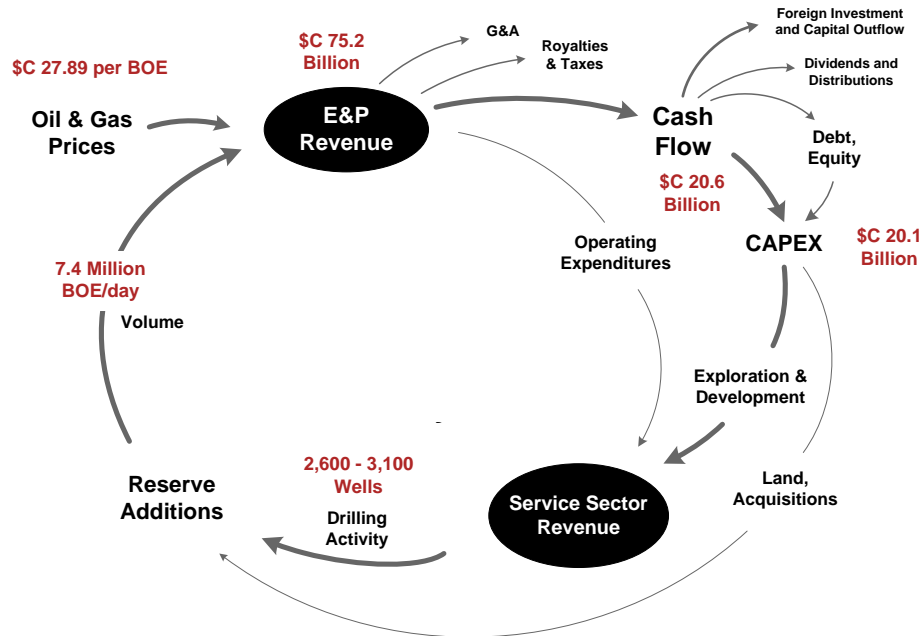 Foreign Investment
and Capital Outflow
G&A
$C 75.2
Billion
Royalties
& Taxes
$C 27.89 per BOE
Dividends and
Distributions
Oil & Gas
Prices
E&P
Revenue
Cash
Flow
Debt,
Equity
$C 20.6
Billion
CAPEX
$C 20.1
Billion
Operating
Expenditures
7.4 Million
BOE/day
Volume
Exploration &
Development
2,600 - 3,100
Wells
Reserve
Additions
Drilling
Activity
Service Sector
Revenue
Land,
Acquisitions